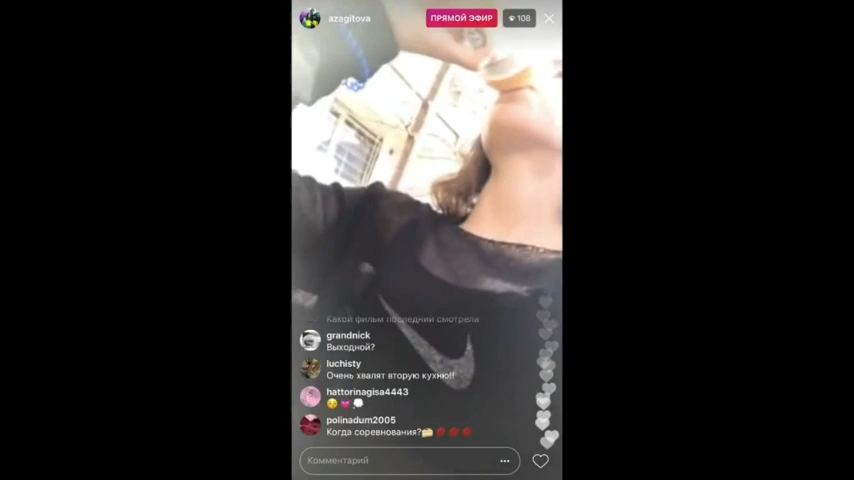 azagitova
ПРЯМОЙ ЭФИР
108
Какой фильм последний смотрела
grandnick
Выходной?
luchisty
Очень хвалят вторую кухню!!
hattorinagisa4443
polinadum2005
Когда соревнования?
Комментарий